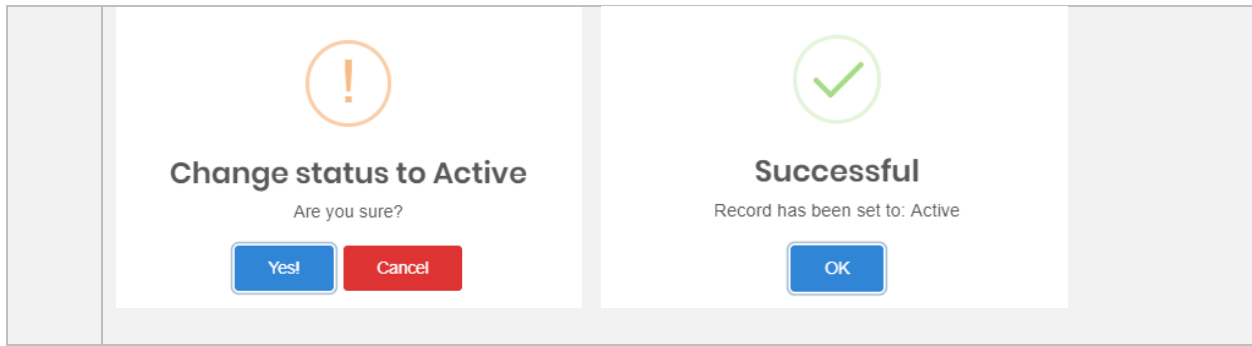 Change status to Active
Are you sure?
Yes!
Cancel
Successful
Record has been set to: Active
OK